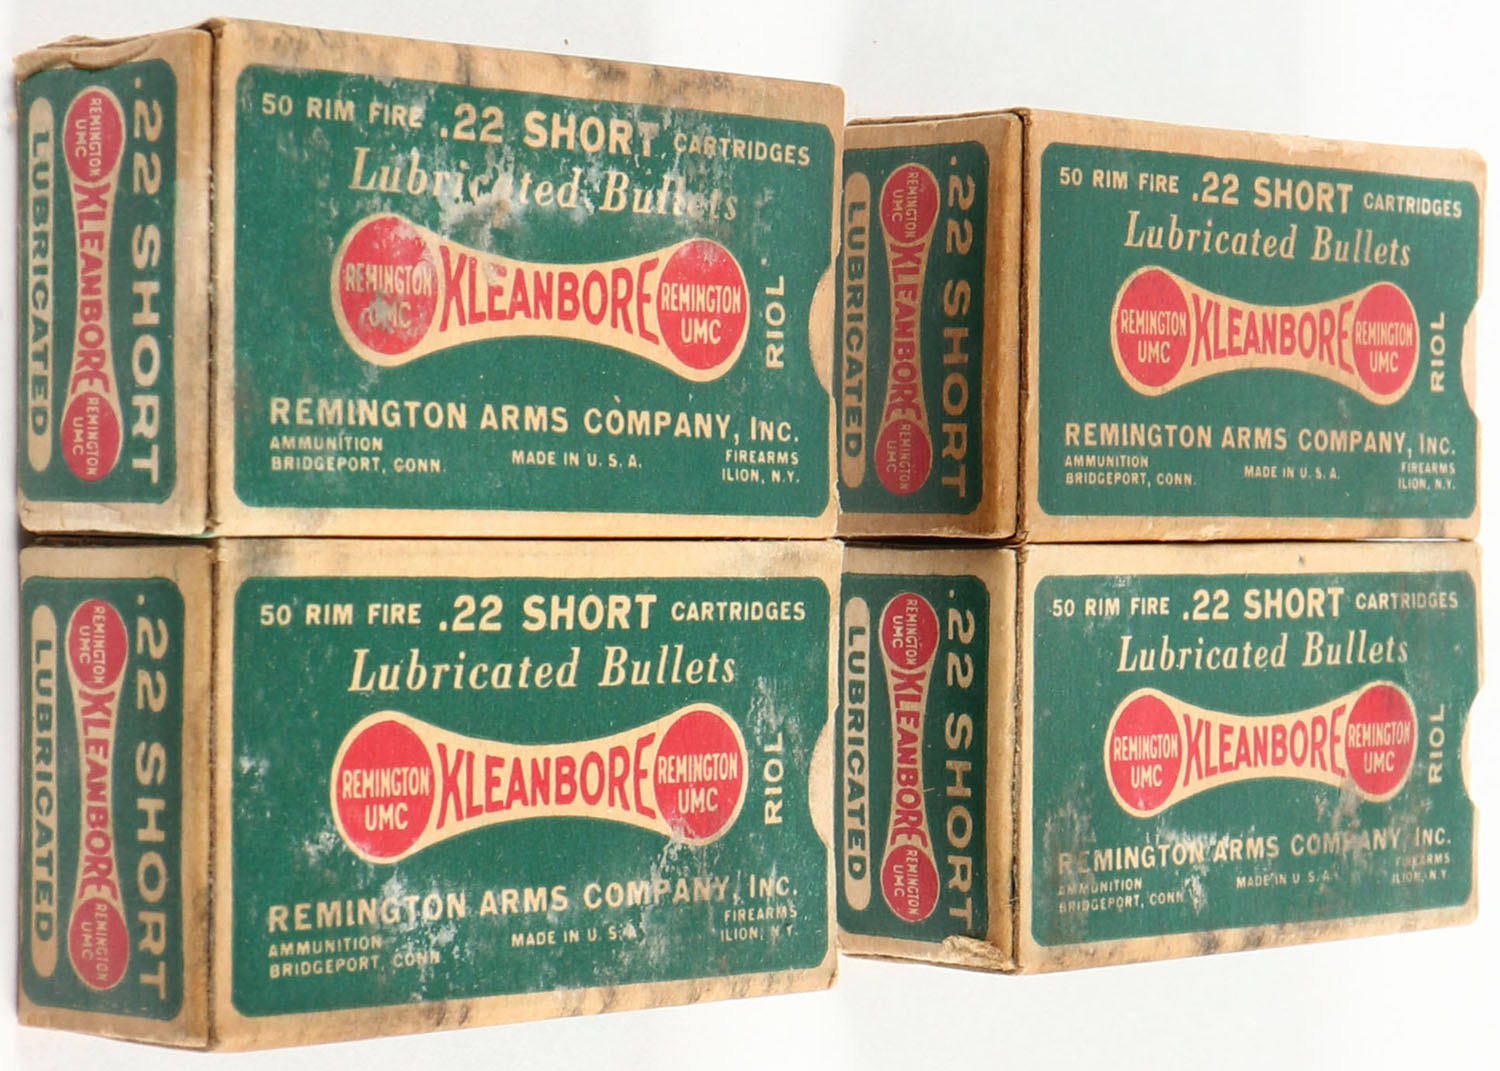 .22 SHORT
REMINGTON
UMC
KLEANBORE
REMINGTON
UMC
LUBRICATED
50 RIM FIRE .22 SHORT CARTRIDGES
Lubricated Bullets
REMINGTON
UMC
KLEANBORE
REMINGTON
UMC
RIOL
REMINGTON ARMS COMPANY, INC.
AMMUNITION
BRIDGEPORT, CONN.
MADE IN U. S. A.
FIREARMS
ILION, N.Y.
.22 SHORT
REMINGTON
UMC
KLEANBORE
REMINGTON
UMC
LUBRICATED
50 RIM FIRE .22 SHORT CARTRIDGES
Lubricated Bullets
REMINGTON
UMC
KLEANBORE
REMINGTON
UMC
RIOL
REMINGTON ARMS COMPANY, INC.
AMMUNITION
BRIDGEPORT, CONN.
MADE IN U. S. A.
FIREARMS
ILION, N.Y.
.22 SHORT
REMINGTON
UMC
KLEANBORE
REMINGTON
UMC
LUBRICATED
50 RIM FIRE .22 SHORT CARTRIDGES
Lubricated Bullets
REMINGTON
UMC
KLEANBORE
REMINGTON
UMC
RIOL
REMINGTON ARMS COMPANY, INC.
AMMUNITION
BRIDGEPORT, CONN.
MADE IN U. S. A.
FIREARMS
ILION, N.Y.
.22 SHORT
REMINGTON
UMC
KLEANBORE
REMINGTON
UMC
LUBRICATED
50 RIM FIRE .22 SHORT CARTRIDGES
Lubricated Bullets
REMINGTON
UMC
KLEANBORE
REMINGTON
UMC
RIOL
REMINGTON ARMS COMPANY, INC.
AMMUNITION
BRIDGEPORT, CONN.
MADE IN U. S. A.
FIREARMS
ILION, N.Y.